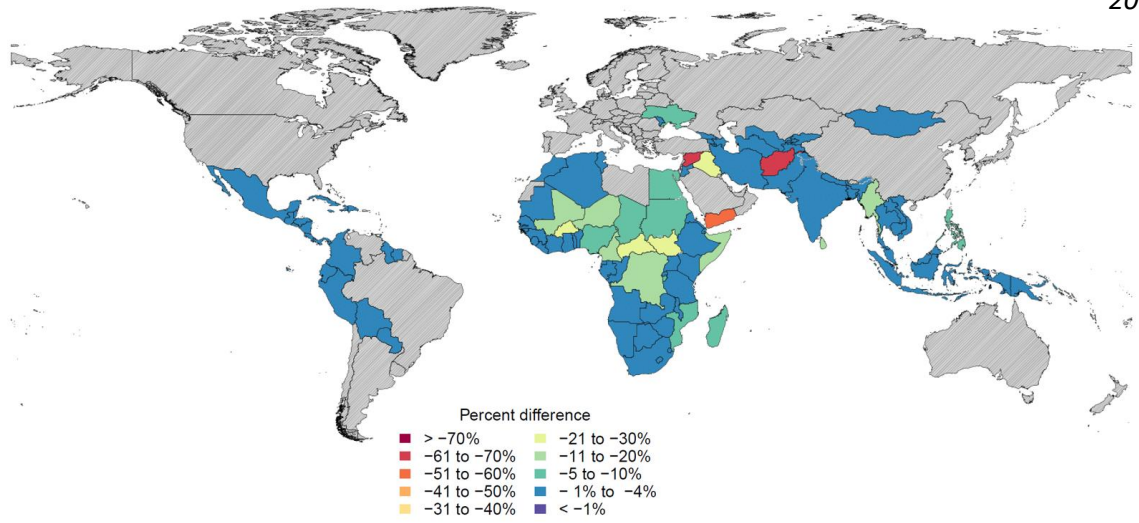 20
Percent difference
> −70%
−61 to −70%
−51 to −60%
−41 to −50%
−31 to −40%
−21 to −30%
−11 to −20%
−5 to −10%
− 1% to −4%
< −1%